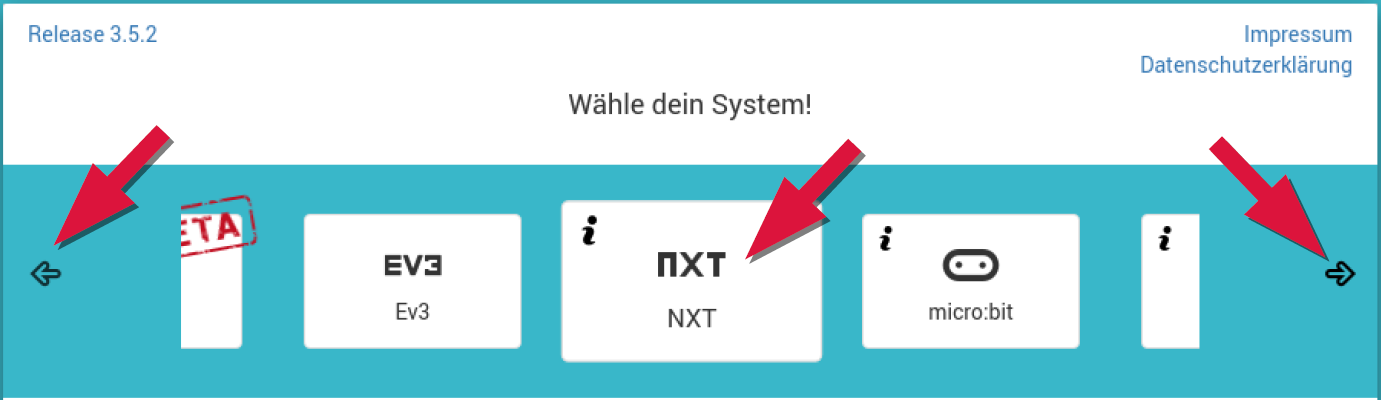 Release 3.5.2
Impressum
Datenschutzerklärung
Wähle dein System!
ETA
EV3
Ev3
i
NXT
NXT
i
micro:bit
i